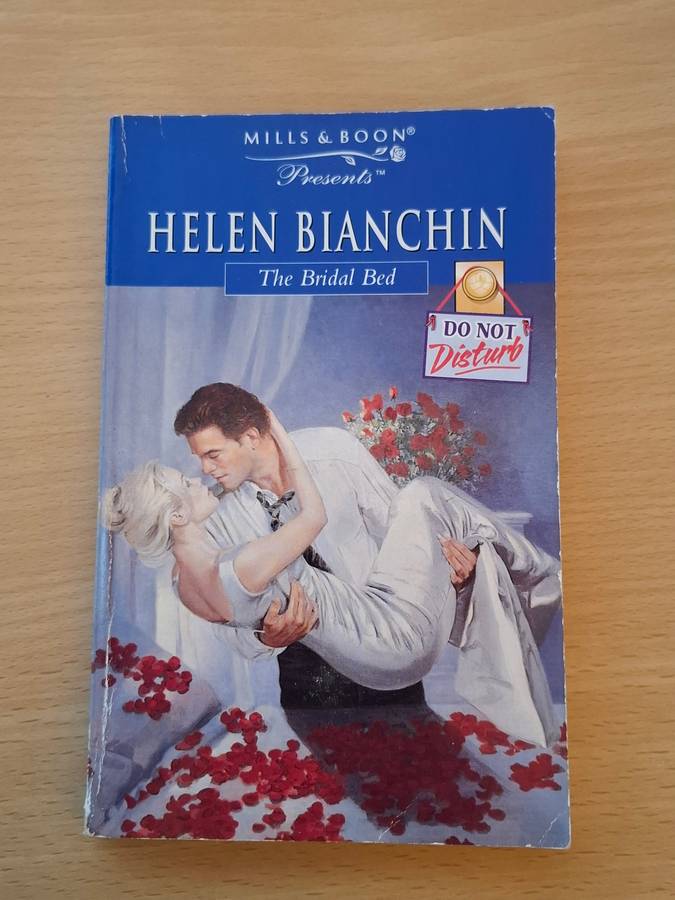 MILLS & BOON®
Presents™
HELEN BIANCHIN
The Bridal Bed
DO NOT
Disturb